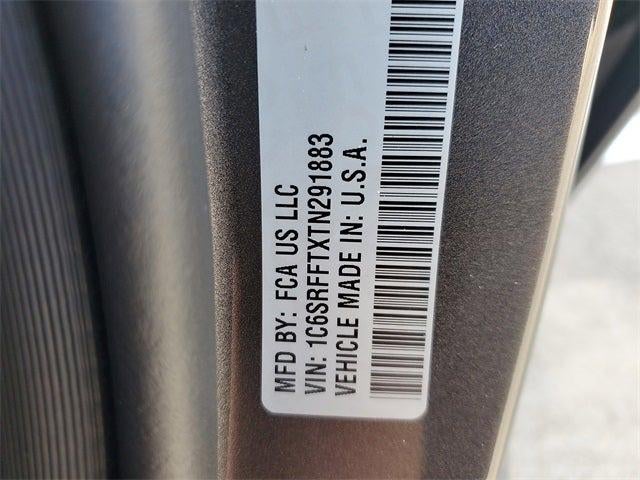 MFD BY: FCA US LLC
VIN: 1C6SRFFTXTN291883
VEHICLE MADE IN: U.S.A.